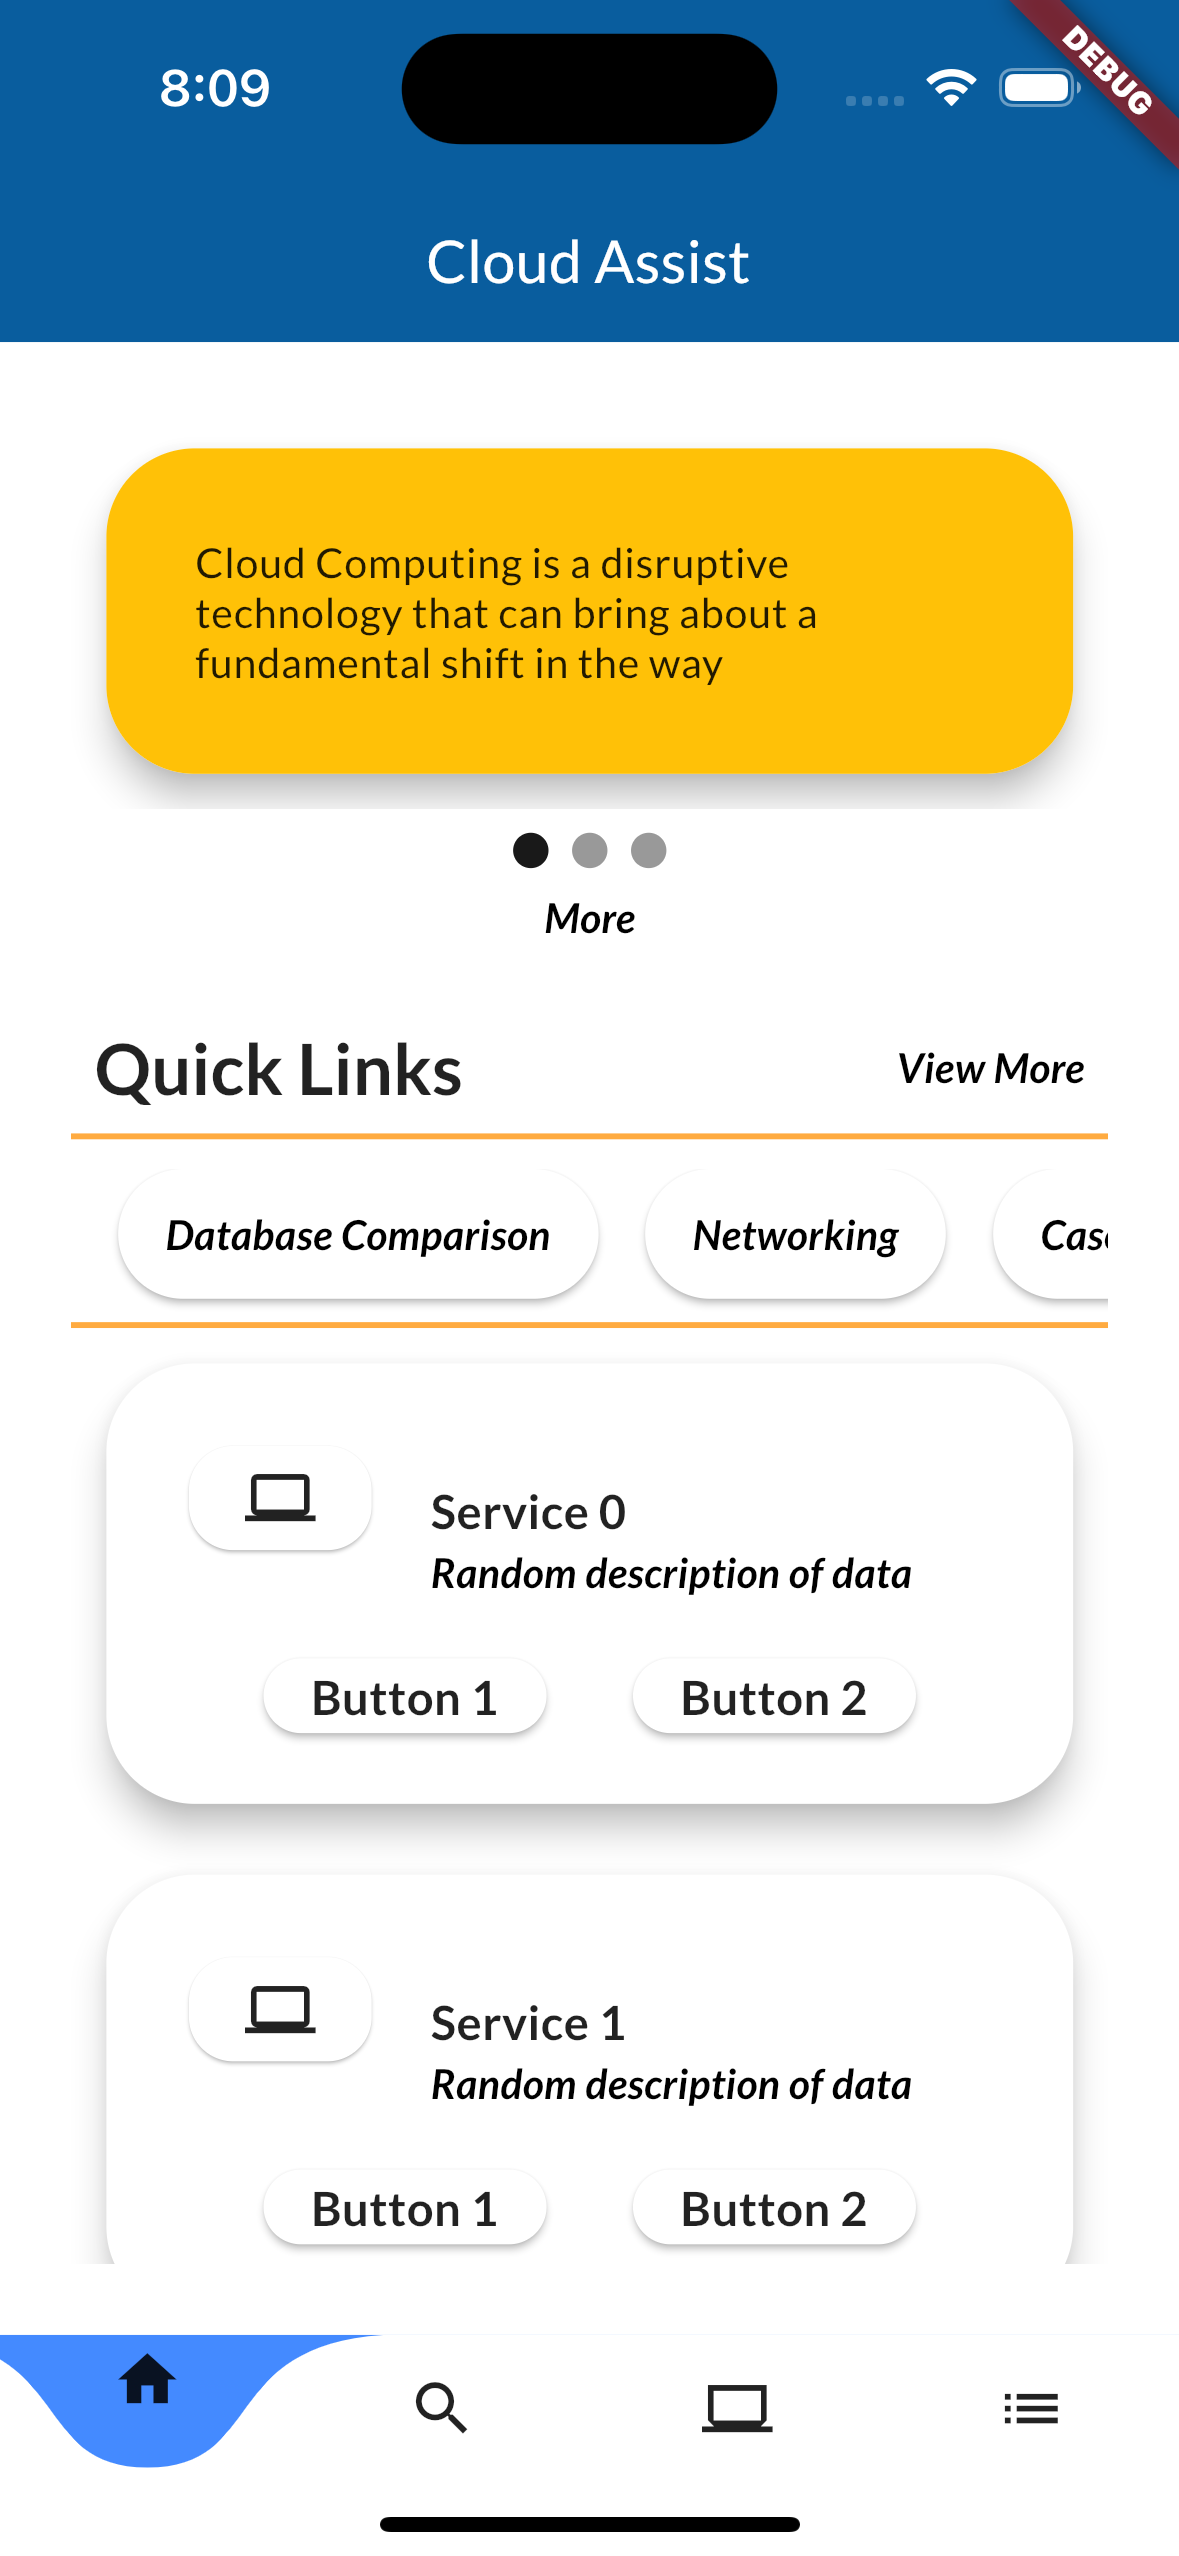 8:09
DEBUG
Cloud Assist
Cloud Computing is a disruptive
technology that can bring about a
fundamental shift in the way
More
Quick Links
View More
Database Comparison
Networking
Cas
Service 0
Random description of data
Button 1
Button 2
Service 1
Random description of data
Button 1
Button 2